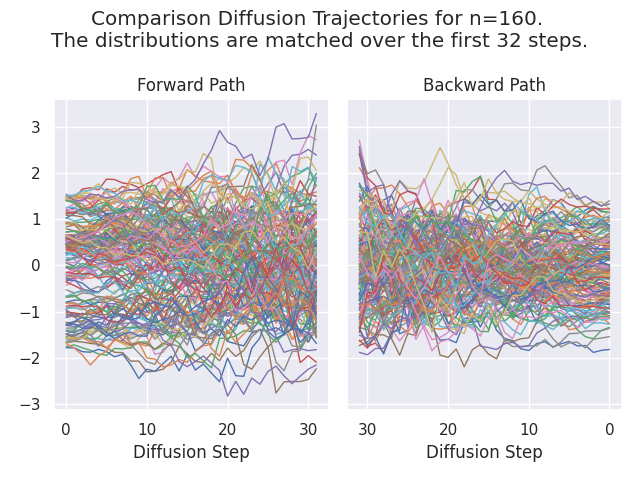 Comparison Diffusion Trajectories for n=160.
The distributions are matched over the first 32 steps.
Forward Path
Backward Path
3
2
1
0
−1
−2
−3
0 10 20 30
30 20 10 0
Diffusion Step
Diffusion Step